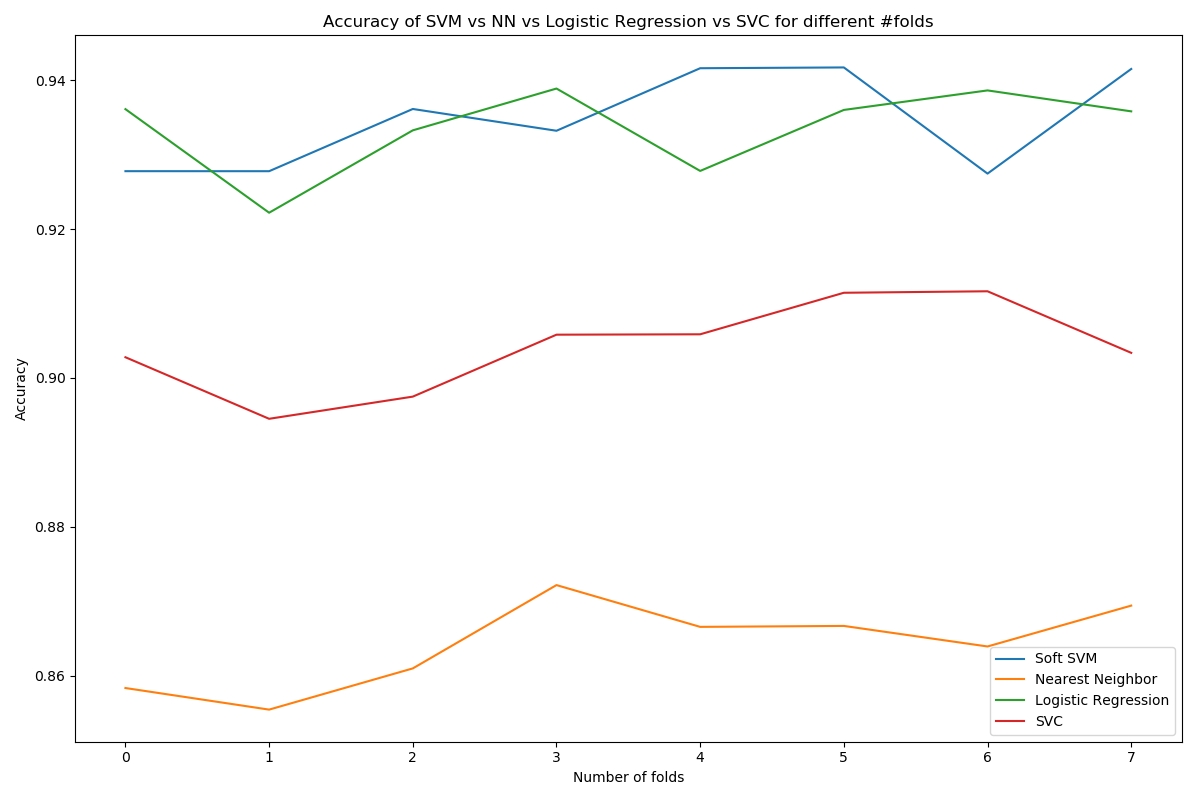 Accuracy of SVM vs NN vs Logistic Regression vs SVC for different #folds
Accuracy
0.94
0.92
0.90
0.88
0.86
0 1 2 3 4 5 6 7
Number of folds
Soft SVM
Nearest Neighbor
Logistic Regression
SVC